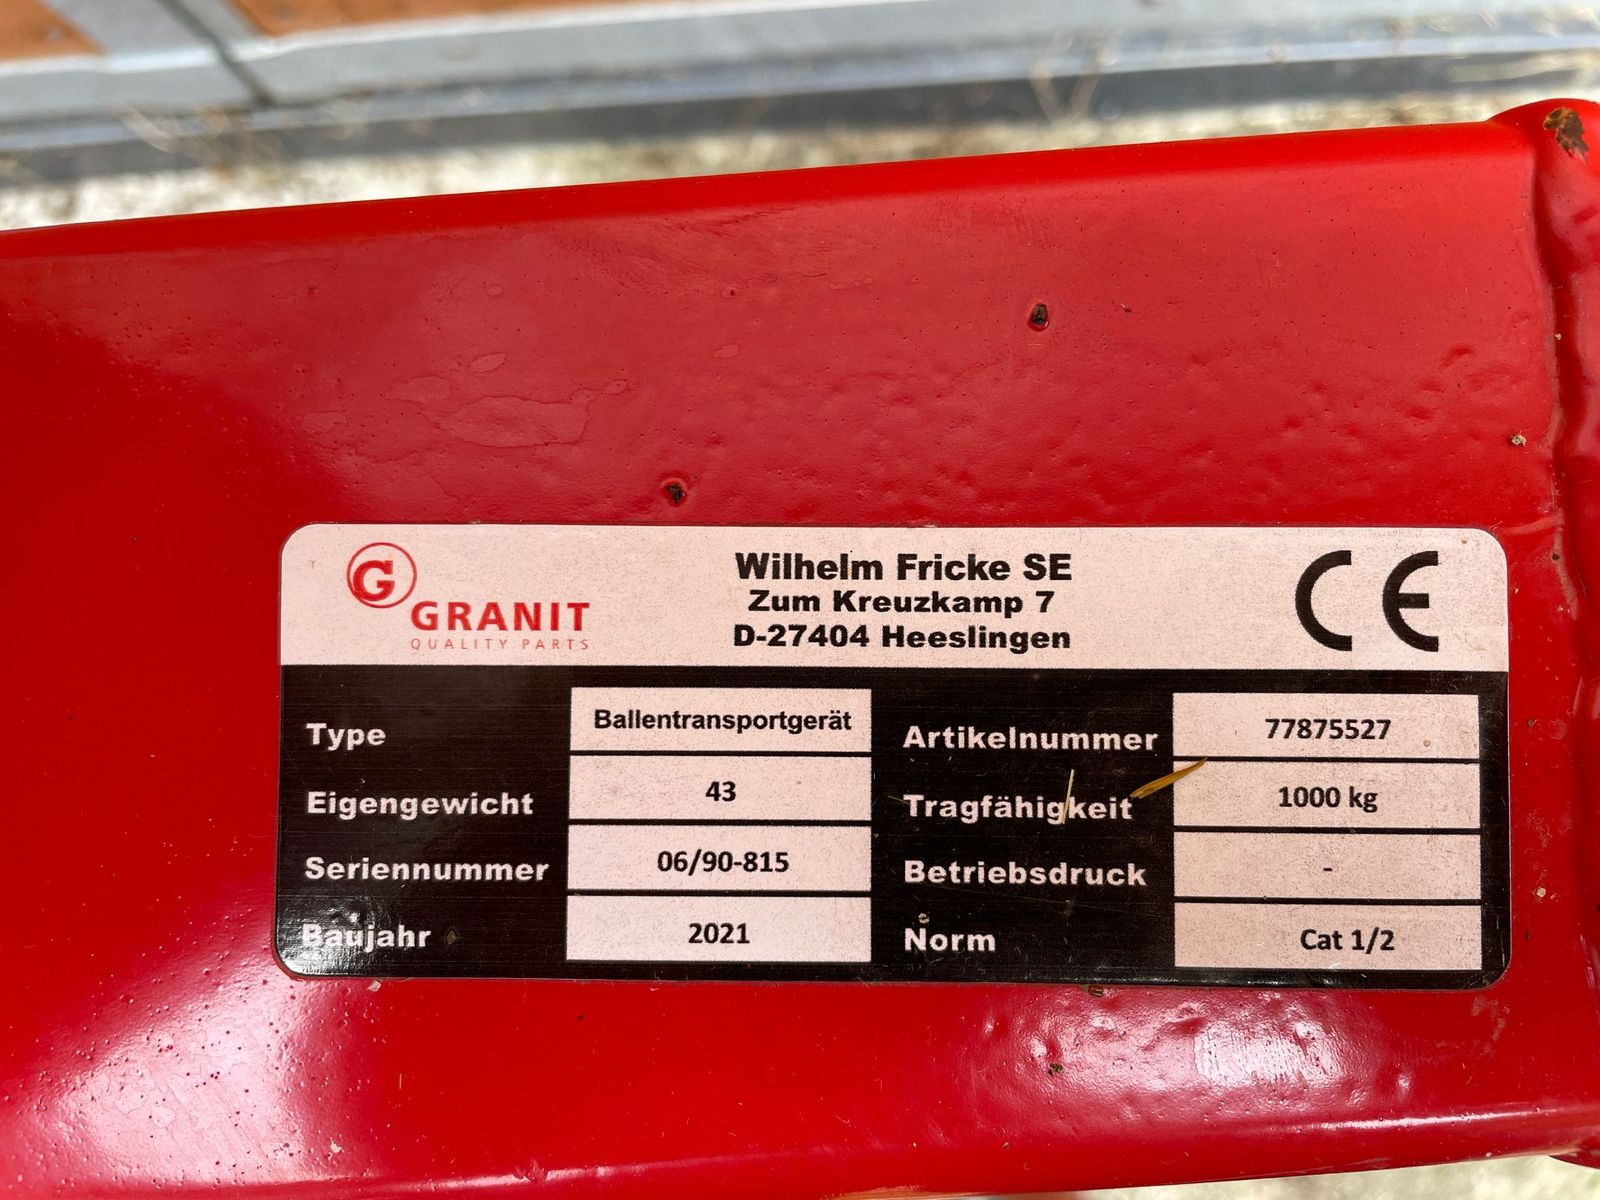 G
GRANIT
QUALITY PARTS
Wilhelm Fricke SE
Zum Kreuzkamp 7
D-27404 Heeslingen
CE
Type Ballentransportgerät Artikelnummer 77875527
Eigengewicht 43 Tragfähigkeit 1000 kg
Seriennummer 06/90-815 Betriebsdruck -
Baujahr 2021 Norm Cat 1/2